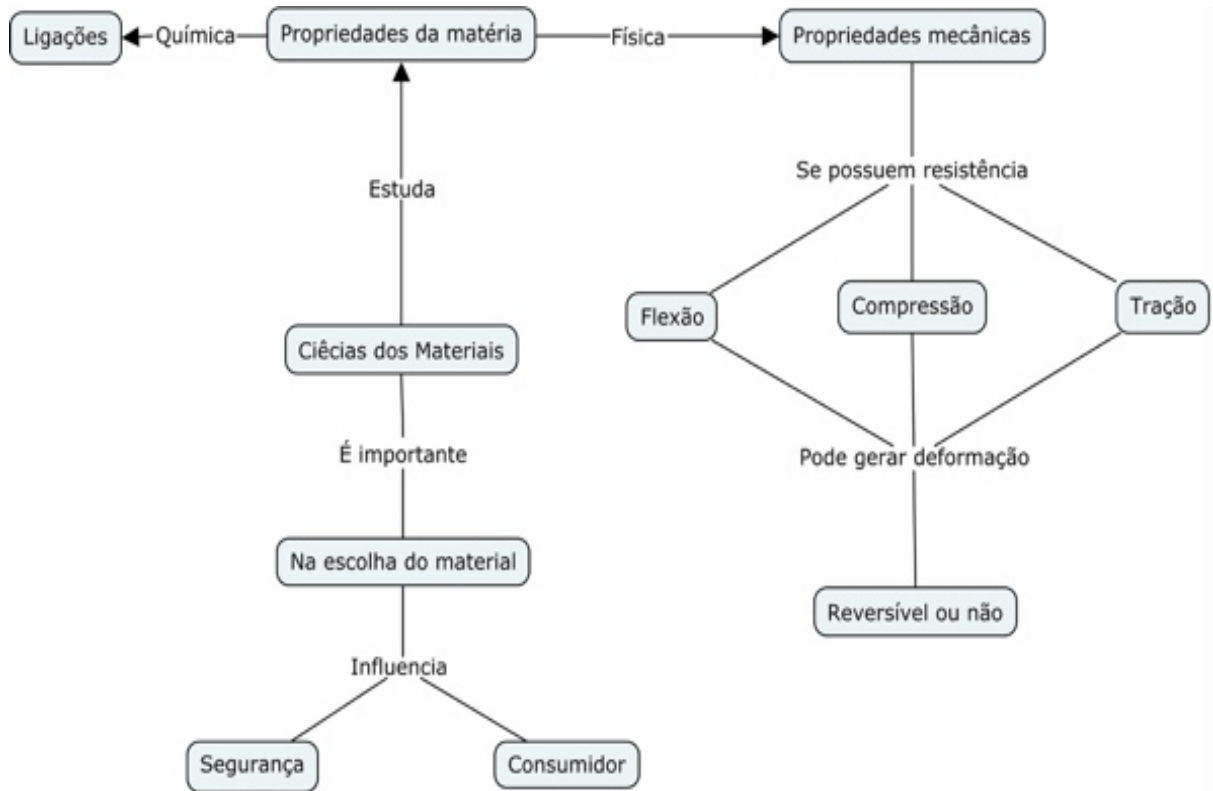 Ligações
Química
Propriedades da matéria
Física
Propriedades mecânicas
Se possuem resistência
Estuda
Flexão
Compressão
Tração
Ciêcias dos Materiais
É importante
Pode gerar deformação
Na escolha do material
Reversível ou não
Influencia
Segurança
Consumidor